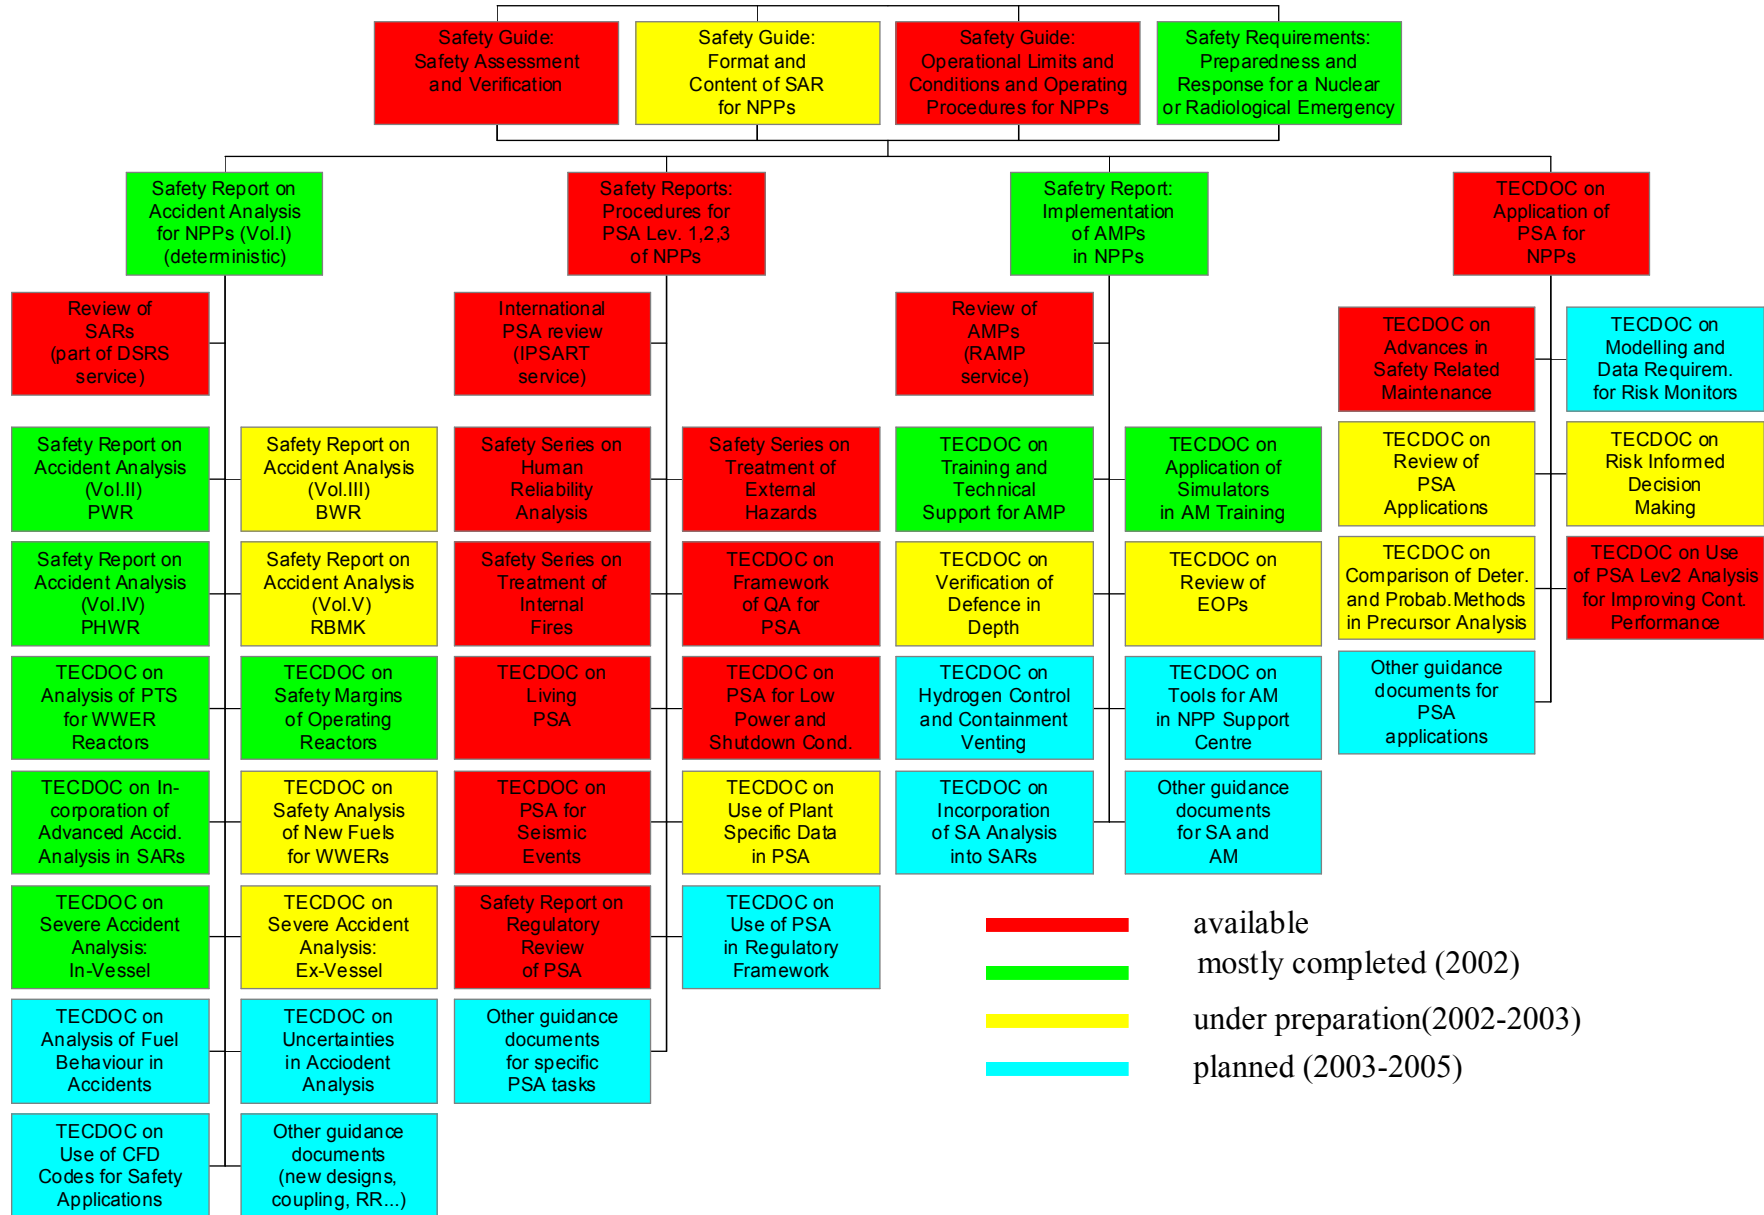 Safety Guide:
Safety Assessment
and Verification
Safety Guide:
Format and
Content of SAR
for NPPs
Safety Guide:
Operational Limits and
Conditions and Operating
Procedures for NPPs
Safety Requirements:
Preparedness and
Response for a Nuclear
or Radiological Emergency
Safety Report on
Accident Analysis
for NPPs (Vol.I)
(deterministic)
Safety Reports:
Procedures for
PSA Lev. 1,2,3
of NPPs
Safetry Report:
Implementation
of AMPs
in NPPs
TECDOC on
Application of
PSA for
NPPs
Review of
SARs
(part of DSRS
service)
International
PSA review
(IPSART
service)
Review of
AMPs
(RAMP
service)
TECDOC on
Advances in
Safety Related
Maintenance
TECDOC on
Modelling and
Data Requirem.
for Risk Monitors
Safety Report on
Accident Analysis
(Vol.II)
PWR
Safety Report on
Accident Analysis
(Vol.III)
BWR
Safety Series on
Human
Reliability
Analysis
Safety Series on
Treatment of
External
Hazards
TECDOC on
Training and
Technical
Support for AMP
TECDOC on
Application of
Simulators
in AM Training
TECDOC on
Review of
PSA
Applications
TECDOC on
Risk Informed
Decision
Making
Safety Report on
Accident Analysis
(Vol.IV)
PHWR
Safety Report on
Accident Analysis
(Vol.V)
RBMK
Safety Series on
Treatment of
Internal
Fires
TECDOC on
Framework
of QA for
PSA
TECDOC on
Verification of
Defence in
Depth
TECDOC on
Review of
EOPs
TECDOC on
Comparison of Deter.
and Probab.Methods
in Precursor Analysis
TECDOC on Use
of PSA Lev2 Analysis
for Improving Cont.
Performance
TECDOC on
Analysis of PTS
for WWER
Reactors
TECDOC on
Safety Margins
of Operating
Reactors
TECDOC on
Living
PSA
TECDOC on
PSA for Low
Power and
Shutdown Cond.
TECDOC on
Hydrogen Control
and Containment
Venting
TECDOC on
Tools for AM
in NPP Support
Centre
Other guidance
documents for
PSA
applications
TECDOC on In-
corporation of
Advanced Accid.
Analysis in SARs
TECDOC on
Safety Analysis
of New Fuels
for WWERs
TECDOC on
PSA for
Seismic
Events
TECDOC on
Use of Plant
Specific Data
in PSA
TECDOC on
Incorporation
of SA Analysis
into SARs
Other guidance
documents
for SA and
AM
TECDOC on
Severe Accident
Analysis:
In-Vessel
TECDOC on
Severe Accident
Analysis:
Ex-Vessel
Safety Report on
Regulatory
Review
of PSA
TECDOC on
Use of PSA
in Regulatory
Framework
TECDOC on
Analysis of Fuel
Behaviour in
Accidents
TECDOC on
Uncertainties
in Acciodent
Analysis
Other guidance
documents
for specific
PSA tasks
TECDOC on
Use of CFD
Codes for Safety
Applications
Other guidance
documents
(new designs,
coupling, RR...)
available
mostly completed (2002)
under preparation(2002-2003)
planned (2003-2005)